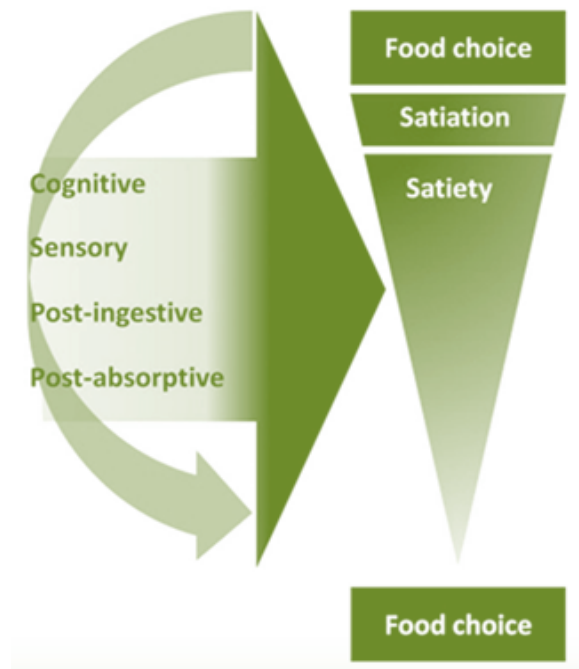 Food choice
Satiation
Satiety
Cognitive
Sensory
Post-ingestive
Post-absorptive
Food choice